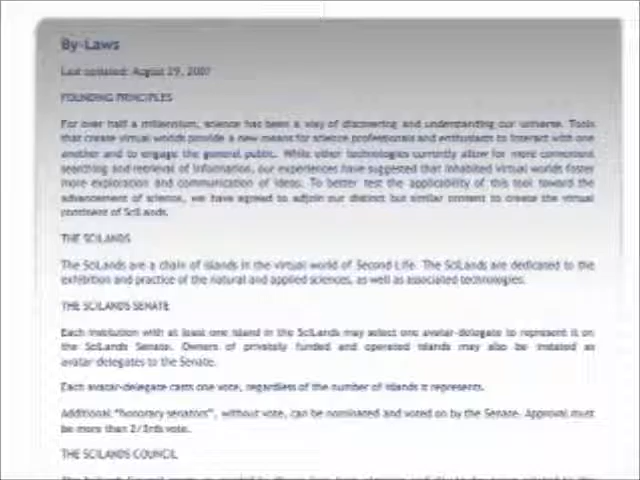 By-Laws
Last updated: August 29, 2007
FOUNDING PRINCIPLES
For over half a millennium, science has been a way of discovering and understanding our universe. Tools
that create virtual worlds provide a new means for science professionals and enthusiasts to interact with one
another and to engage the general public. While other technologies currently allow for more convenient
searching and retrieval of information, our experiences have suggested that inhabited virtual worlds foster
more exploration and communication of ideas. To better test the applicability of this tool toward the
advancement of science, we have agreed to adjoin our distinct but similar content to create the virtual
continent of SciLands.
THE SCILANDS
The SciLands are a chain of islands in the virtual world of Second Life. The SciLands are dedicated to the
exhibition and practice of the natural and applied sciences, as well as associated technologies.
THE SCILANDS SENATE
Each institution with at least one island in the SciLands may select one avatar-delegate to represent it on
the SciLands Senate. Owners of privately funded and operated islands may also be instated as
avatar-delegates to the Senate.
Each avatar-delegate casts one vote, regardless of the number of islands it represents.
Additional "honorary senators", without vote, can be nominated and voted on by the Senate. Approval must
be more than 2/3rds vote.
THE SCILANDS COUNCIL